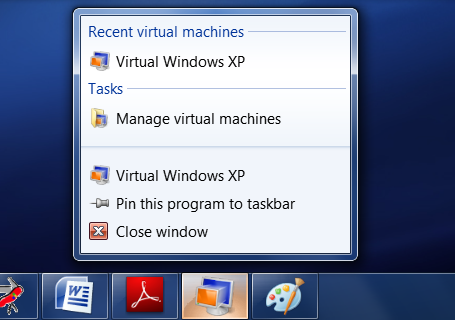 Recent virtual machines
Virtual Windows XP
Tasks
Manage virtual machines
Virtual Windows XP
Pin this program to taskbar
Close window
W